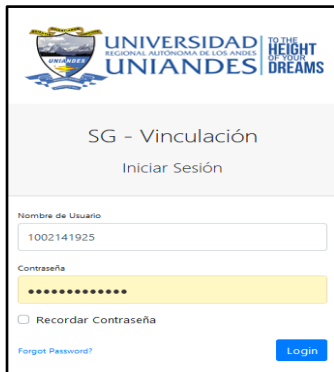 UNIANDES
UNIVERSIDAD
REGIONAL AUTÓNOMA DE LOS ANDES
UNIANDES
TO THE
HEIGHT
OF YOUR
DREAMS
SG - Vinculación
Iniciar Sesión
Nombre de Usuario
1002141925
Contraseña
•••••••••••••
Recordar Contraseña
Forgot Password? Login